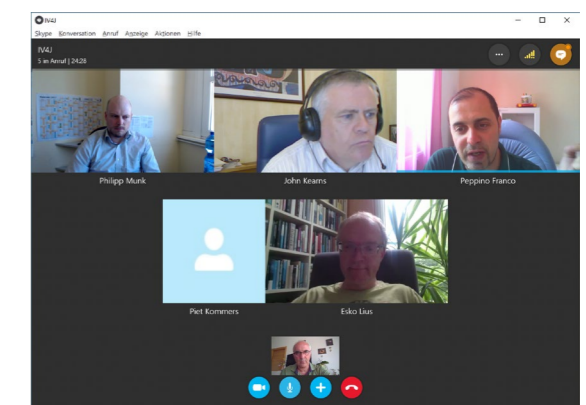 IV4J
Skype Konversation Anruf Anzeige Aktionen Hilfe
IV4J
5 im Anruf | 24:28
Philipp Munk
John Kearns
Peppino Franco
Piet Kommers
Esko Lius